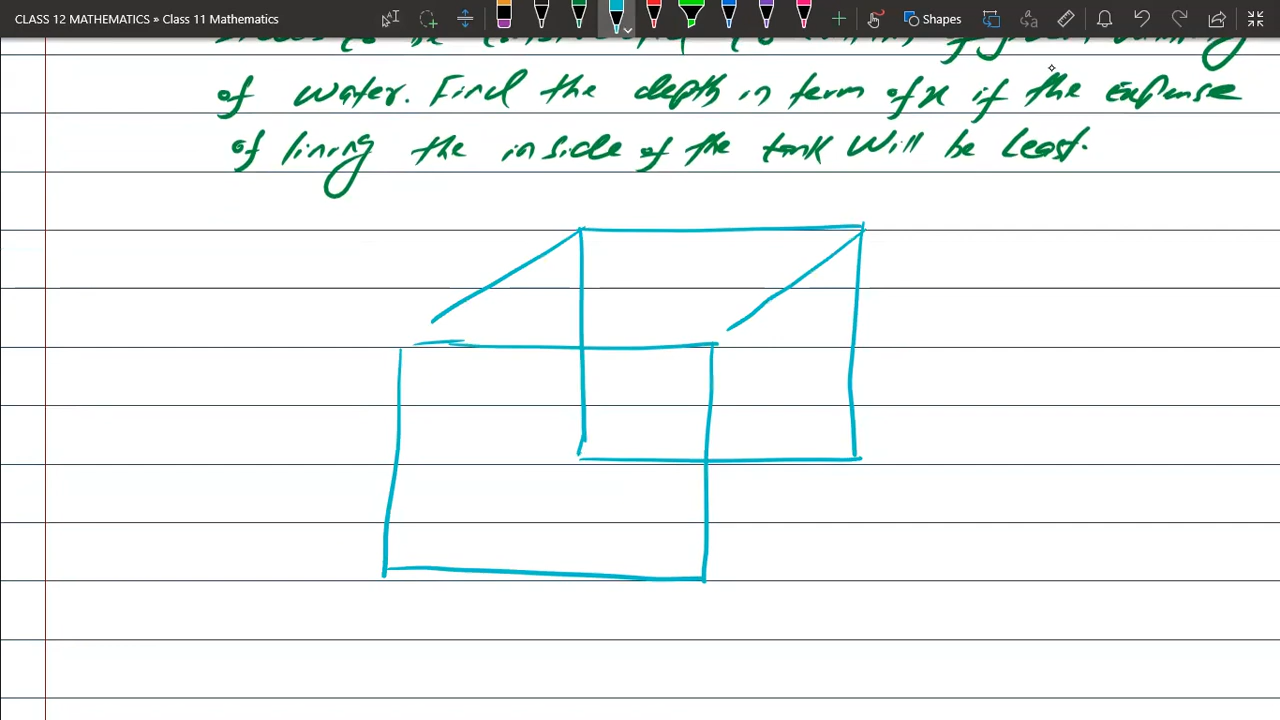 CLASS 12 MATHEMATICS » Class 11 Mathematics
Shapes
of water. Find the depth in term of x if the expense
of lining the inside of the tank will be least.